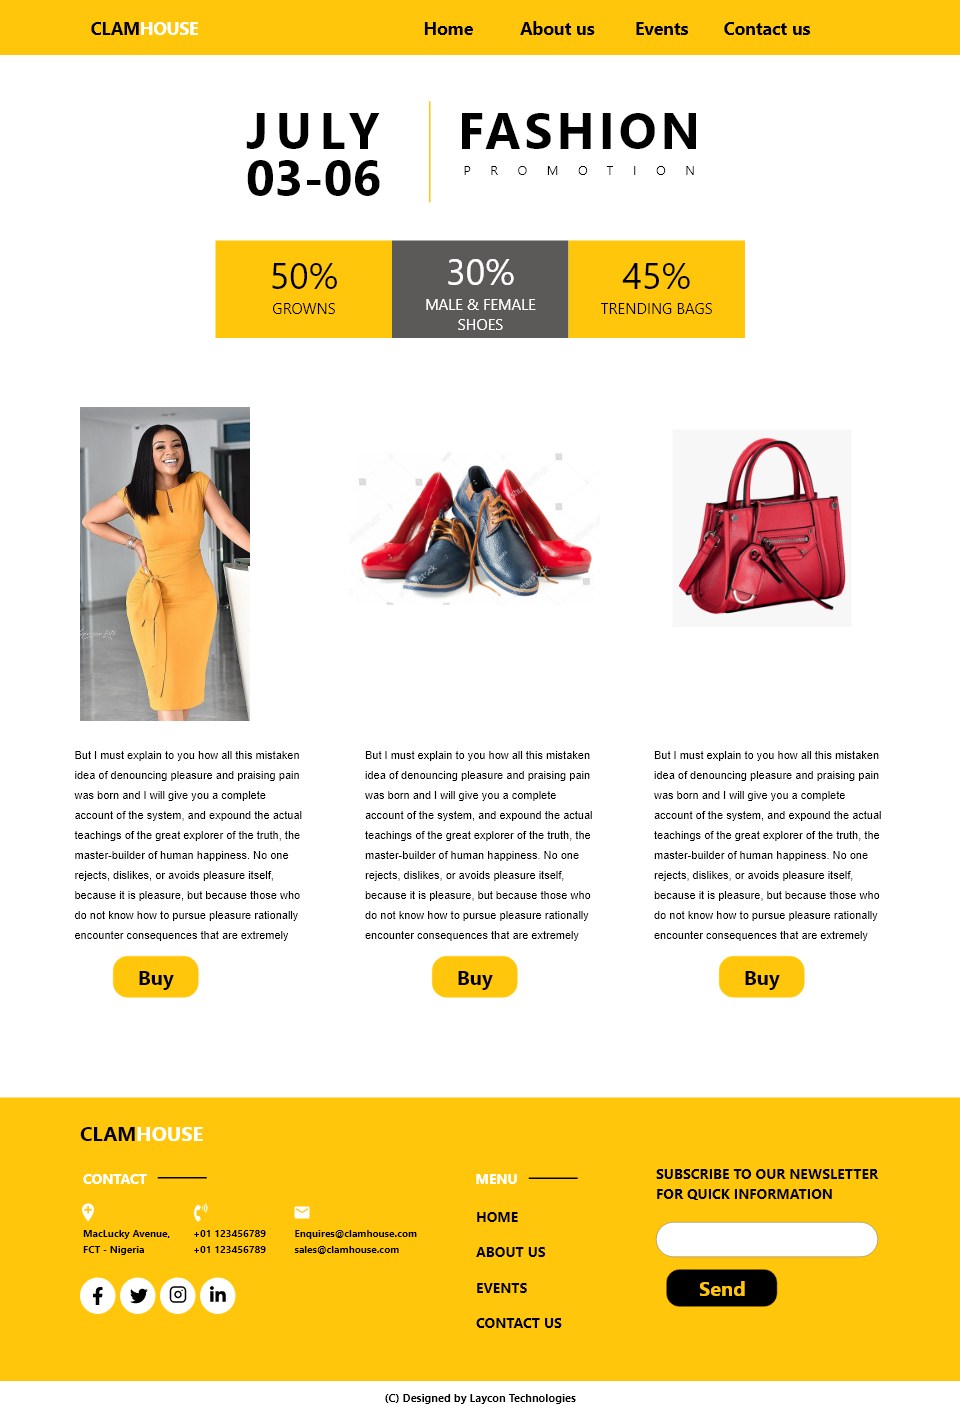 CLAMHOUSE
Home About us Events Contact us
JULY
03-06
FASHION
PROMOTION
50%
GROWNS
30%
MALE & FEMALE
SHOES
45%
TRENDING BAGS
But I must explain to you how all this mistaken
idea of denouncing pleasure and praising pain
was born and I will give you a complete
account of the system, and expound the actual
teachings of the great explorer of the truth, the
master-builder of human happiness. No one
rejects, dislikes, or avoids pleasure itself,
because it is pleasure, but because those who
do not know how to pursue pleasure rationally
encounter consequences that are extremely
Buy
But I must explain to you how all this mistaken
idea of denouncing pleasure and praising pain
was born and I will give you a complete
account of the system, and expound the actual
teachings of the great explorer of the truth, the
master-builder of human happiness. No one
rejects, dislikes, or avoids pleasure itself,
because it is pleasure, but because those who
do not know how to pursue pleasure rationally
encounter consequences that are extremely
Buy
But I must explain to you how all this mistaken
idea of denouncing pleasure and praising pain
was born and I will give you a complete
account of the system, and expound the actual
teachings of the great explorer of the truth, the
master-builder of human happiness. No one
rejects, dislikes, or avoids pleasure itself,
because it is pleasure, but because those who
do not know how to pursue pleasure rationally
encounter consequences that are extremely
Buy
CLAMHOUSE
CONTACT
MacLucky Avenue,
FCT - Nigeria
+01 123456789
+01 123456789
Enquires@clamhouse.com
sales@clamhouse.com
MENU
HOME
ABOUT US
EVENTS
CONTACT US
SUBSCRIBE TO OUR NEWSLETTER
FOR QUICK INFORMATION
Send
(C) Designed by Laycon Technologies